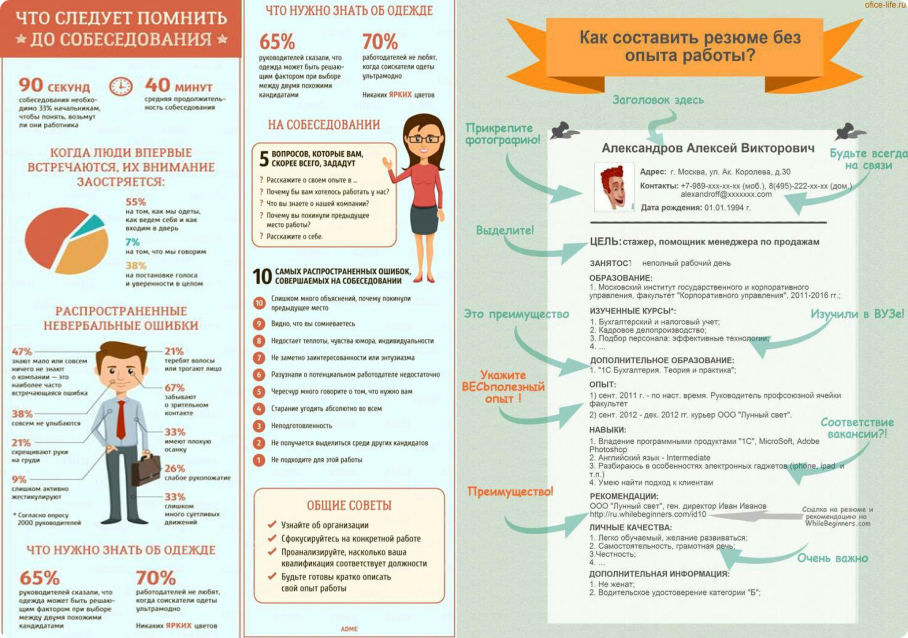 ЧТО СЛЕДУЕТ ПОМНИТЬ
ДО СОБЕСЕДОВАНИЯ
90 СЕКУНД
собеседования необхо-
димо 33% начальникам,
чтобы понять, возьмут
ли они работника
40 МИНУТ
средняя продолжитель-
ность собеседования
КОГДА ЛЮДИ ВПЕРВЫЕ
ВСТРЕЧАЮТСЯ, ИХ ВНИМАНИЕ
ЗАОСТРЯЕТСЯ:
55%
на том, как мы одеты,
как ведем себя и как
входим в дверь
7%
на том, что мы говорим
38%
на постановке голоса
и уверенности в целом
РАСПРОСТРАНЕННЫЕ
НЕВЕРБАЛЬНЫЕ ОШИБКИ
47%
знают мало или совсем
ничего не знают
о компании — это
наиболее часто
встречающаяся ошибка
38%
совсем не улыбаются
21%
скрещивают руки
на груди
9%
слишком активно
жестикулируют
* Согласно опросу
2000 руководителей
21%
теребят волосы
или трогают лицо
67%
забывают
о зрительном
контакте
33%
имеют плохую
осанку
26%
слабое рукопожатие
33%
слишком
много суетливых
движений
ЧТО НУЖНО ЗНАТЬ ОБ ОДЕЖДЕ
65%
руководителей сказали, что
одежда может быть решаю-
щим фактором при выборе
между двумя похожими
кандидатами
70%
работодателей не любят,
когда соискатели одеты
ультрамодно
Никаких ЯРКИХ цветов
ЧТО НУЖНО ЗНАТЬ ОБ ОДЕЖДЕ
65%
руководителей сказали, что
одежда может быть решаю-
щим фактором при выборе
между двумя похожими
кандидатами
70%
работодателей не любят,
когда соискатели одеты
ультрамодно
Никаких ЯРКИХ цветов
НА СОБЕСЕДОВАНИИ
5 ВОПРОСОВ, КОТОРЫЕ ВАМ,
СКОРЕЕ ВСЕГО, ЗАДАДУТ
? Расскажите о своем опыте в ...
? Почему бы вам хотелось работать у нас?
? Что вы знаете о нашей компании?
? Почему вы покинули предыдущее
место работы?
? Расскажите о себе.
10 САМЫХ РАСПРОСТРАНЕННЫХ ОШИБОК,
СОВЕРШАЕМЫХ НА СОБЕСЕДОВАНИИ
10 Слишком много объяснений, почему покинули
предыдущее место
9 Видно, что вы сомневаетесь
8 Недостает теплоты, чувства юмора, индивидуальности
7 Не заметно заинтересованности или энтузиазма
6 Разузнали о потенциальном работодателе недостаточно
5 Чересчур много говорите о том, что нужно вам
4 Старание угодить абсолютно во всем
3 Неподготовленность
2 Не получается выделиться среди других кандидатов
1 Не подходите для этой работы
ОБЩИЕ СОВЕТЫ
Узнайте об организации
Сфокусируйтесь на конкретной работе
Проанализируйте, насколько ваша
квалификация соответствует должности
Будьте готовы кратко описать
свой опыт работы
ADME
ofice-life.ru
Как составить резюме без
опыта работы?
Заголовок здесь
Прикрепите
фотографию!
Александров Алексей Викторович
Будьте всегда
на связи
Адрес: г. Москва, ул. Ак. Королева, д.30
Контакты: +7-989-xxx-xx-xx (моб.), 8(495)-222-xx-xx (дом.)
alexandroff@xxxxxxx.com
Дата рождения: 01.01.1994 г.
Выделите!
ЦЕЛЬ: стажер, помощник менеджера по продажам
ЗАНЯТОСТ неполный рабочий день
ОБРАЗОВАНИЕ:
1. Московский институт государственного и корпоративного
управления, факультет "Корпоративного управления", 2011-2016 гг.;
Это преимущество
ИЗУЧЕННЫЕ КУРСЫ*:
Изучили в ВУЗе!
1. Бухгалтерский и налоговый учет;
2. Кадровое делопроизводство;
3. Подбор персонала: эффективные технологии;
4. ...
ДОПОЛНИТЕЛЬНОЕ ОБРАЗОВАНИЕ:
1. "1С Бухгалтерия. Теория и практика";
Укажите
ВЕСЬполезный
опыт !
ОПЫТ:
1) сент. 2011 г. - по наст. время. Руководитель профсоюзной ячейки
факультет
2) сент. 2012 - дек. 2012 гг. курьер ООО "Лунный свет".
Соответствие
вакансии?!
НАВЫКИ:
1. Владение программными продуктами "1С", MicroSoft, Adobe
Photoshop
2. Английский язык - Intermediate
3. Разбираюсь в особенностях электронных гаджетов (iphone, ipad и
т.п.)
4. Умею найти подход к клиентам
Преимущество!
РЕКОМЕНДАЦИИ:
ООО "Лунный свет", ген. директор Иван Иванов
http://ru.whilebeginners.com/id10
Ссылка на резюме и
рекомендацию на
WhileBeginners.com
ЛИЧНЫЕ КАЧЕСТВА:
1. Легко обучаемый, желание развиваться;
2. Самостоятельность, грамотная речь;
3.Честность;
4. ...
Очень важно
ДОПОЛНИТЕЛЬНАЯ ИНФОРМАЦИЯ:
1. Не женат;
2. Водительское удостоверение категории "Б";